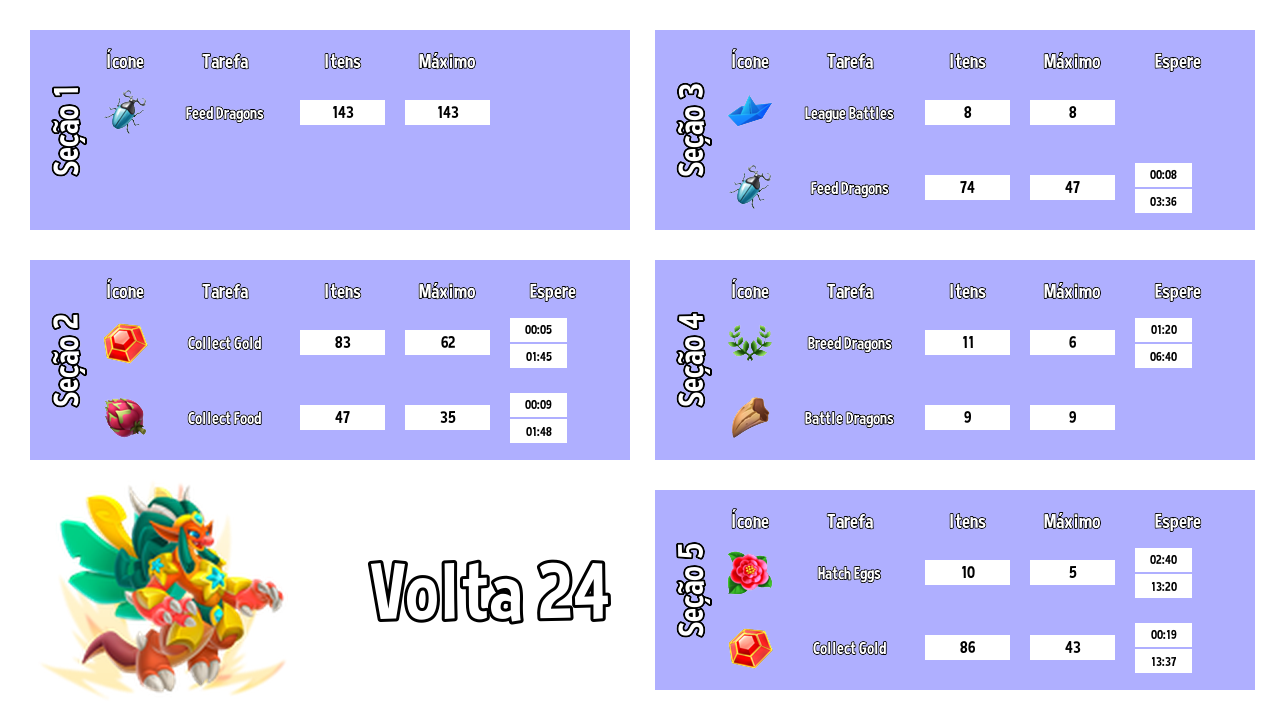 Seção 1
Ícone Tarefa Itens Máximo
Feed Dragons 143 143
Seção 2
Ícone Tarefa Itens Máximo Espere
Collect Gold 83 62 00:05
01:45
Collect Food 47 35 00:09
01:48
Seção 3
Ícone Tarefa Itens Máximo Espere
League Battles 8 8
Feed Dragons 74 47 00:08
03:36
Seção 4
Ícone Tarefa Itens Máximo Espere
Breed Dragons 11 6 01:20
06:40
Battle Dragons 9 9
Seção 5
Ícone Tarefa Itens Máximo Espere
Hatch Eggs 10 5 02:40
13:20
Collect Gold 86 43 00:19
13:37
Volta 24